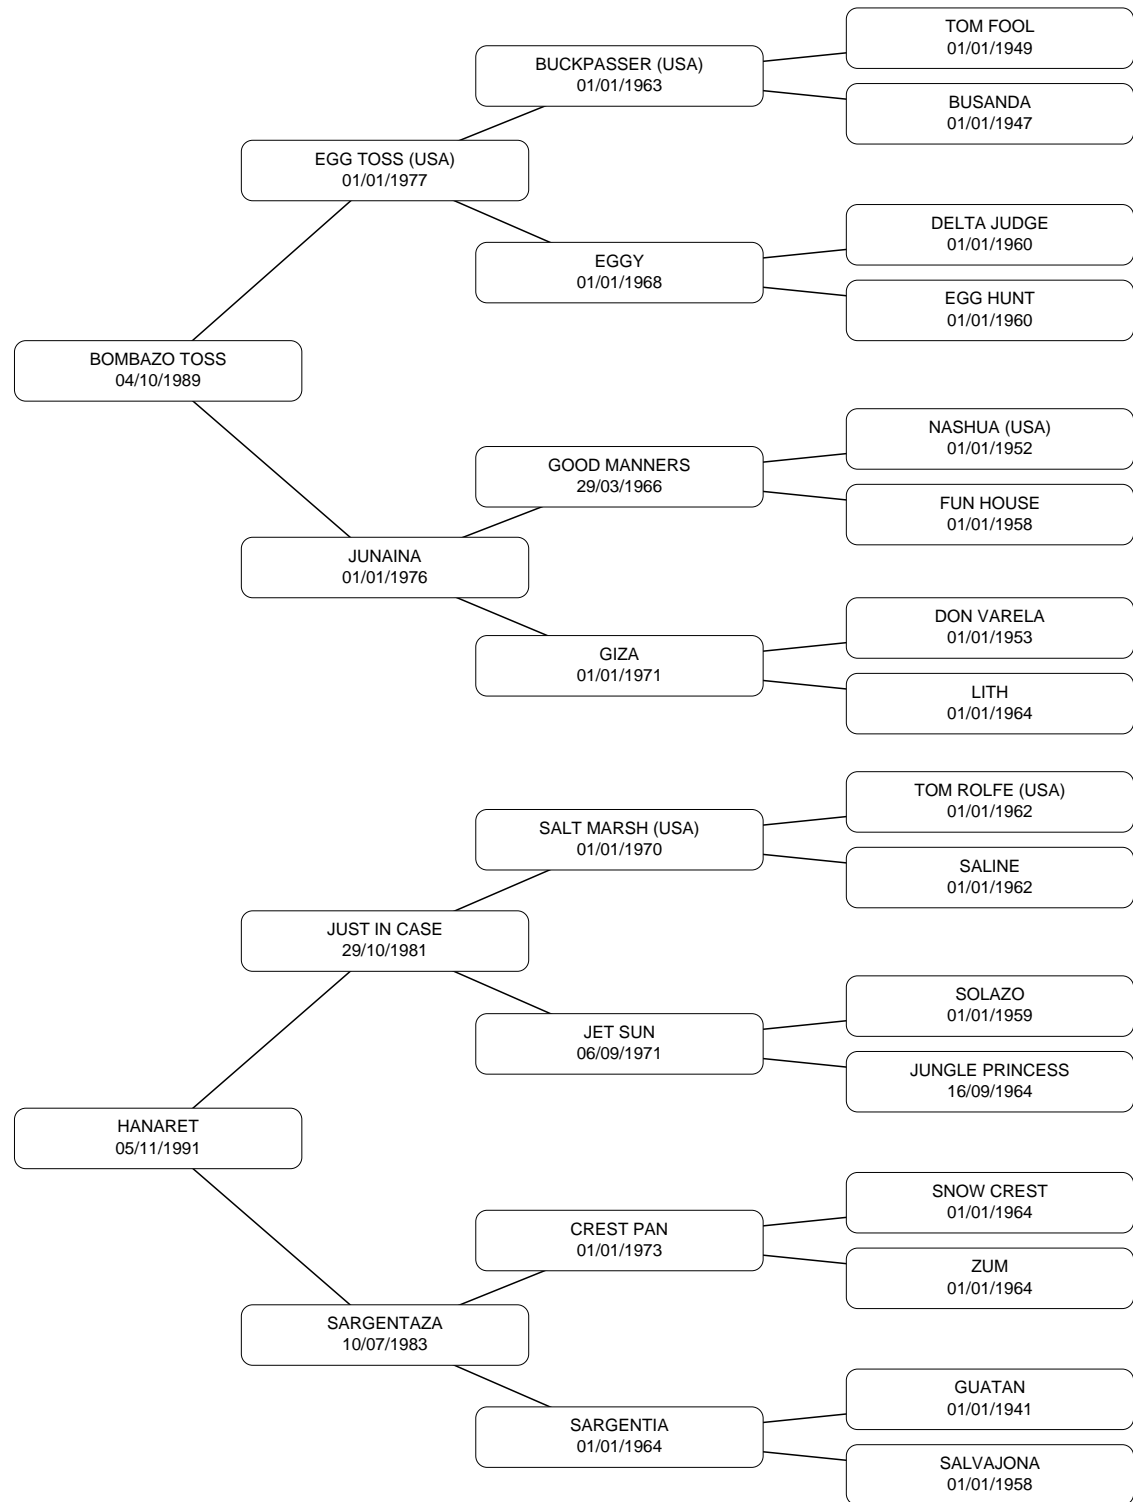 TOM FOOL
01/01/1949
BUCKPASSER (USA)
01/01/1963
BUSANDA
01/01/1947
EGG TOSS (USA)
01/01/1977
DELTA JUDGE
01/01/1960
EGGY
01/01/1968
EGG HUNT
01/01/1960
BOMBAZO TOSS
04/10/1989
NASHUA (USA)
01/01/1952
GOOD MANNERS
29/03/1966
FUN HOUSE
01/01/1958
JUNAINA
01/01/1976
DON VARELA
01/01/1953
GIZA
01/01/1971
LITH
01/01/1964
TOM ROLFE (USA)
01/01/1962
SALT MARSH (USA)
01/01/1970
SALINE
01/01/1962
JUST IN CASE
29/10/1981
SOLAZO
01/01/1959
JET SUN
06/09/1971
JUNGLE PRINCESS
16/09/1964
HANARET
05/11/1991
SNOW CREST
01/01/1964
CREST PAN
01/01/1973
ZUM
01/01/1964
SARGENTAZA
10/07/1983
GUATAN
01/01/1941
SARGENTIA
01/01/1964
SALVAJONA
01/01/1958